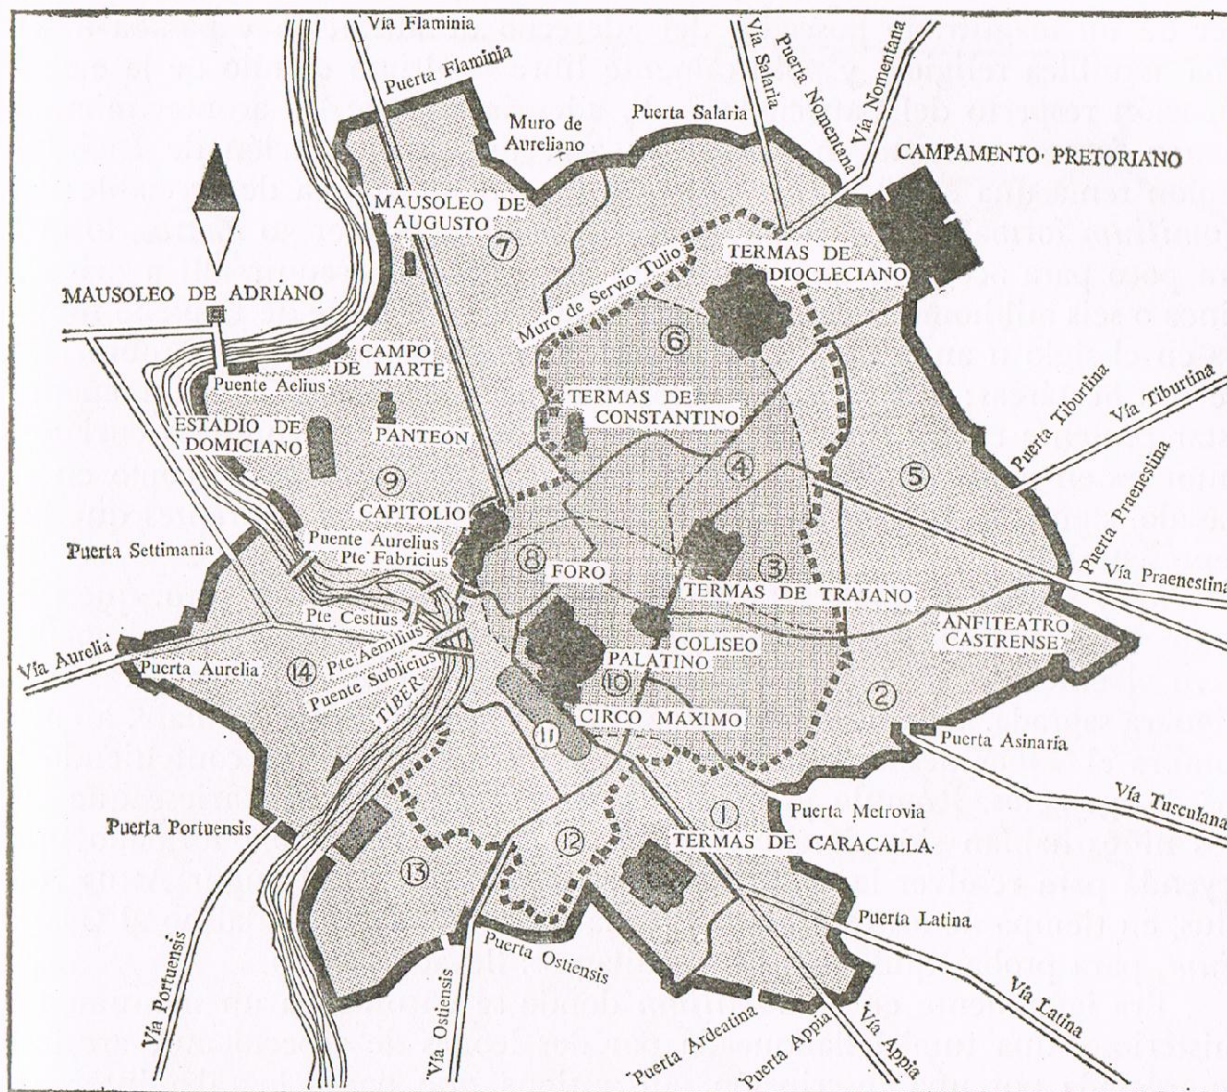 Vía Flaminia
Puerta Flaminia
Muro de
Aureliano
Puerta Salaria
Vía Salaria
Puerta Nomentana
Vía Nomentana
CAMPAMENTO PRETORIANO
MAUSOLEO DE
AUGUSTO
7
TERMAS DE
DIOCLECIANO
Muro de Servio Tulio
MAUSOLEO DE ADRIANO
6
CAMPO
DE MARTE
Puente Aelius
TERMAS DE
CONSTANTINO
ESTADIO DE
DOMICIANO
PANTEÓN
Puerta Tiburtina
Vía Tiburtina
4
5
9
CAPITOLIO
Puerta Praenestina
Vía Praenestina
Puerta Settimania
Puente Aurelius
Pte. Fabricius
8
FORO
3
TERMAS DE TRAJANO
Pte. Cestius
COLISEO
ANFITEATRO
CASTRENSE
Vía Aurelia
Puerta Aurelia
14
Pte. Aemilius
Puente Sublicius
PALATINO
10
2
TIBER
CIRCO MÁXIMO
11
Puerta Asinaria
Vía Tusculana
Puerta Portuensis
1
Puerta Metrovia
12
TERMAS DE CARACALLA
13
Puerta Latina
Puerta Ostiensis
Vía Portuensis
Vía Ostiensis
Puerta Ardeatina
Puerta Appia
Vía Appia
Vía Latina